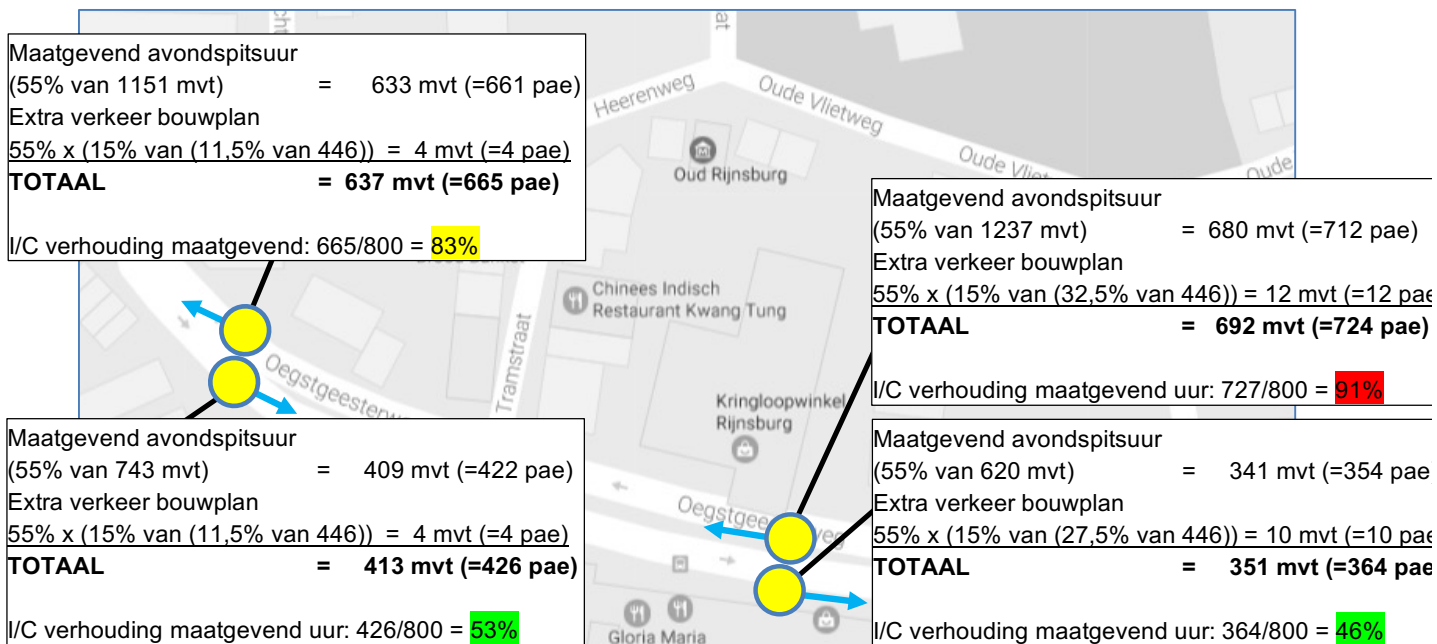 Maatgevend avondspitsuur
(55% van 1151 mvt) = 633 mvt (=661 pae)
Extra verkeer bouwplan
55% x (15% van (11,5% van 446)) = 4 mvt (=4 pae)
TOTAAL = 637 mvt (=665 pae)
I/C verhouding maatgevend: 665/800 = 83%
Heerenweg
Oude Vlietweg
Oud Rijnsburg
Oude
Maatgevend avondspitsuur
(55% van 1237 mvt) = 680 mvt (=712 pae)
Extra verkeer bouwplan
55% x (15% van (32,5% van 446)) = 12 mvt (=12 pae
TOTAAL = 692 mvt (=724 pae)
I/C verhouding maatgevend uur: 727/800 = 91%
Chinees Indisch
Restaurant Kwang Tung
Tramstraat
Kringloopwinkel
Rijnsburg
Maatgevend avondspitsuur
(55% van 743 mvt) = 409 mvt (=422 pae)
Extra verkeer bouwplan
55% x (15% van (11,5% van 446)) = 4 mvt (=4 pae)
TOTAAL = 413 mvt (=426 pae)
I/C verhouding maatgevend uur: 426/800 = 53%
Maatgevend avondspitsuur
(55% van 620 mvt) = 341 mvt (=354 pae
Extra verkeer bouwplan
55% x (15% van (27,5% van 446)) = 10 mvt (=10 pae
TOTAAL = 351 mvt (=364 pae
I/C verhouding maatgevend uur: 364/800 = 46%
Gloria Maria